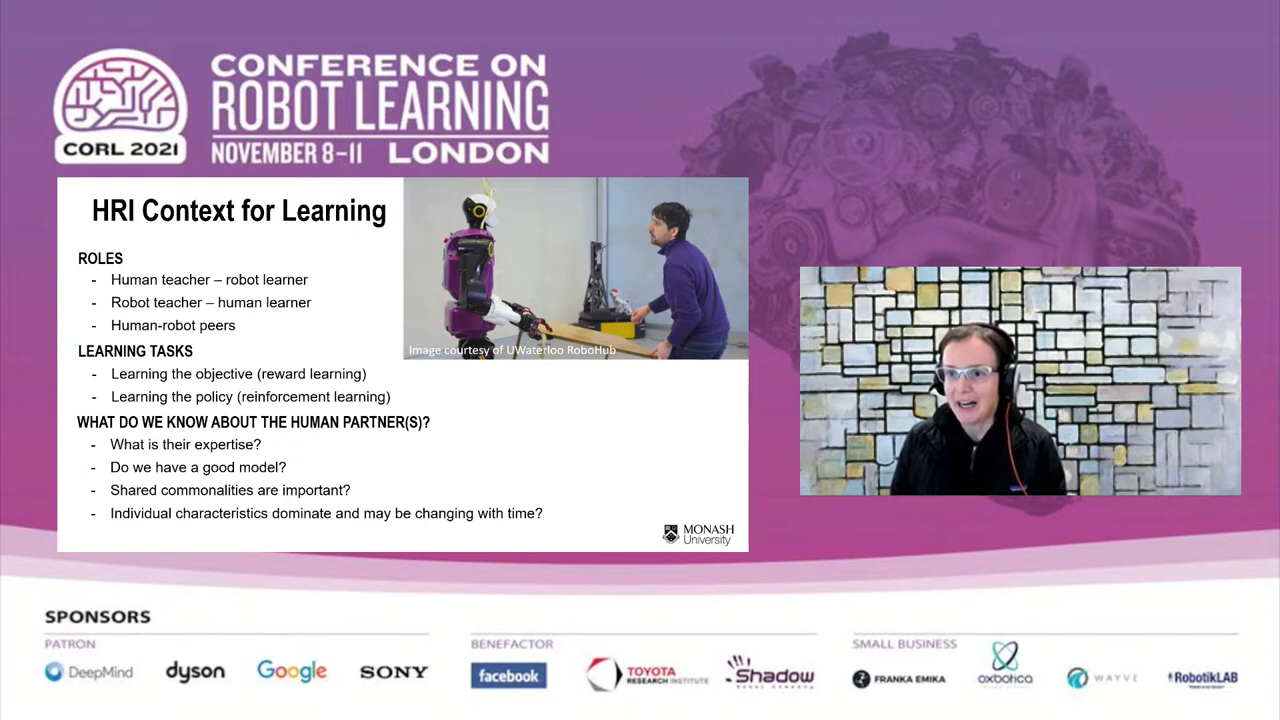 CONFERENCE ON
ROBOT LEARNING
NOVEMBER 8-11 LONDON
CORL 2021
HRI Context for Learning
ROLES
- Human teacher – robot learner
- Robot teacher – human learner
- Human-robot peers
Image courtesy of UWaterloo RoboHub
LEARNING TASKS
- Learning the objective (reward learning)
- Learning the policy (reinforcement learning)
WHAT DO WE KNOW ABOUT THE HUMAN PARTNER(S)?
- What is their expertise?
- Do we have a good model?
- Shared commonalities are important?
- Individual characteristics dominate and may be changing with time?
MONASH
University
SPONSORS
PATRON
DeepMind
dyson
Google
SONY
BENEFACTOR
facebook
TOYOTA
RESEARCH INSTITUTE
Shadow
SMALL BUSINESS
FRANKA EMIKA
oxbotica
WAYVE
RobotikLAB